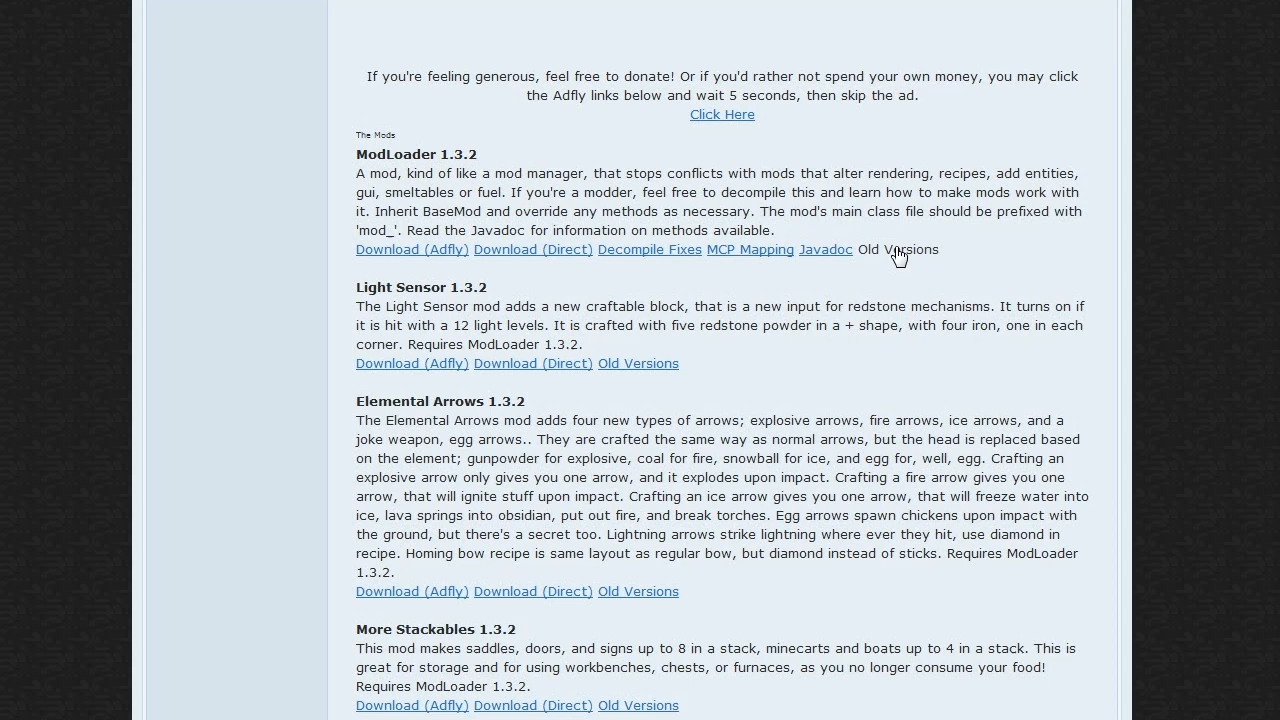 If you're feeling generous, feel free to donate! Or if you'd rather not spend your own money, you may click
the Adfly links below and wait 5 seconds, then skip the ad.
Click Here
The Mods
ModLoader 1.3.2
A mod, kind of like a mod manager, that stops conflicts with mods that alter rendering, recipes, add entities,
gui, smeltables or fuel. If you're a modder, feel free to decompile this and learn how to make mods work with
it. Inherit BaseMod and override any methods as necessary. The mod's main class file should be prefixed with
'mod_'. Read the Javadoc for information on methods available.
Download (Adfly) Download (Direct) Decompile Fixes MCP Mapping Javadoc Old Versions
Light Sensor 1.3.2
The Light Sensor mod adds a new craftable block, that is a new input for redstone mechanisms. It turns on if
it is hit with a 12 light levels. It is crafted with five redstone powder in a + shape, with four iron, one in each
corner. Requires ModLoader 1.3.2.
Download (Adfly) Download (Direct) Old Versions
Elemental Arrows 1.3.2
The Elemental Arrows mod adds four new types of arrows; explosive arrows, fire arrows, ice arrows, and a
joke weapon, egg arrows.. They are crafted the same way as normal arrows, but the head is replaced based
on the element; gunpowder for explosive, coal for fire, snowball for ice, and egg for, well, egg. Crafting an
explosive arrow only gives you one arrow, and it explodes upon impact. Crafting a fire arrow gives you one
arrow, that will ignite stuff upon impact. Crafting an ice arrow gives you one arrow, that will freeze water into
ice, lava springs into obsidian, put out fire, and break torches. Egg arrows spawn chickens upon impact with
the ground, but there's a secret too. Lightning arrows strike lightning where ever they hit, use diamond in
recipe. Homing bow recipe is same layout as regular bow, but diamond instead of sticks. Requires ModLoader
1.3.2.
Download (Adfly) Download (Direct) Old Versions
More Stackables 1.3.2
This mod makes saddles, doors, and signs up to 8 in a stack, minecarts and boats up to 4 in a stack. This is
great for storage and for using workbenches, chests, or furnaces, as you no longer consume your food!
Requires ModLoader 1.3.2.
Download (Adfly) Download (Direct) Old Versions